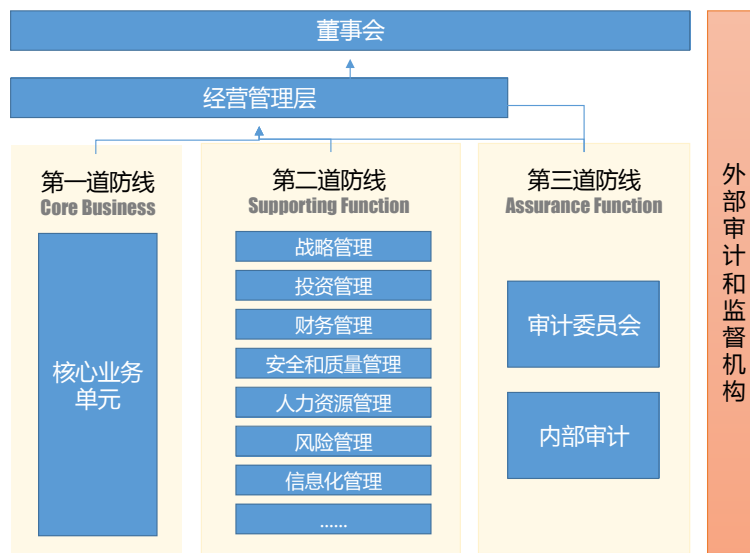 董事会
经营管理层
第一道防线
Core Business
核心业务
单元
第二道防线
Supporting Function
战略管理
投资管理
财务管理
安全和质量管理
人力资源管理
风险管理
信息化管理
......
第三道防线
Assurance Function
审计委员会
内部审计
外部审计和监督机构